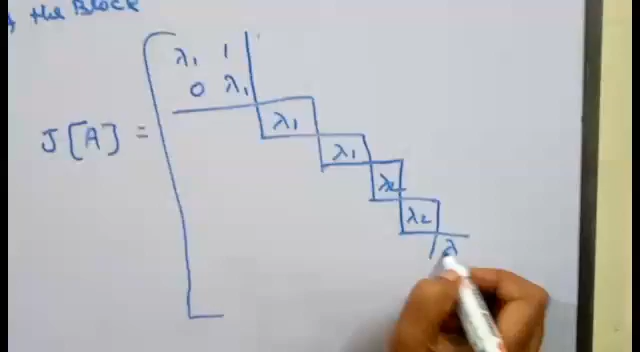 the Block
λ₁ 1
0 λ₁
J[A] =
λ₁
λ₁
λ₂
λ₂
λ